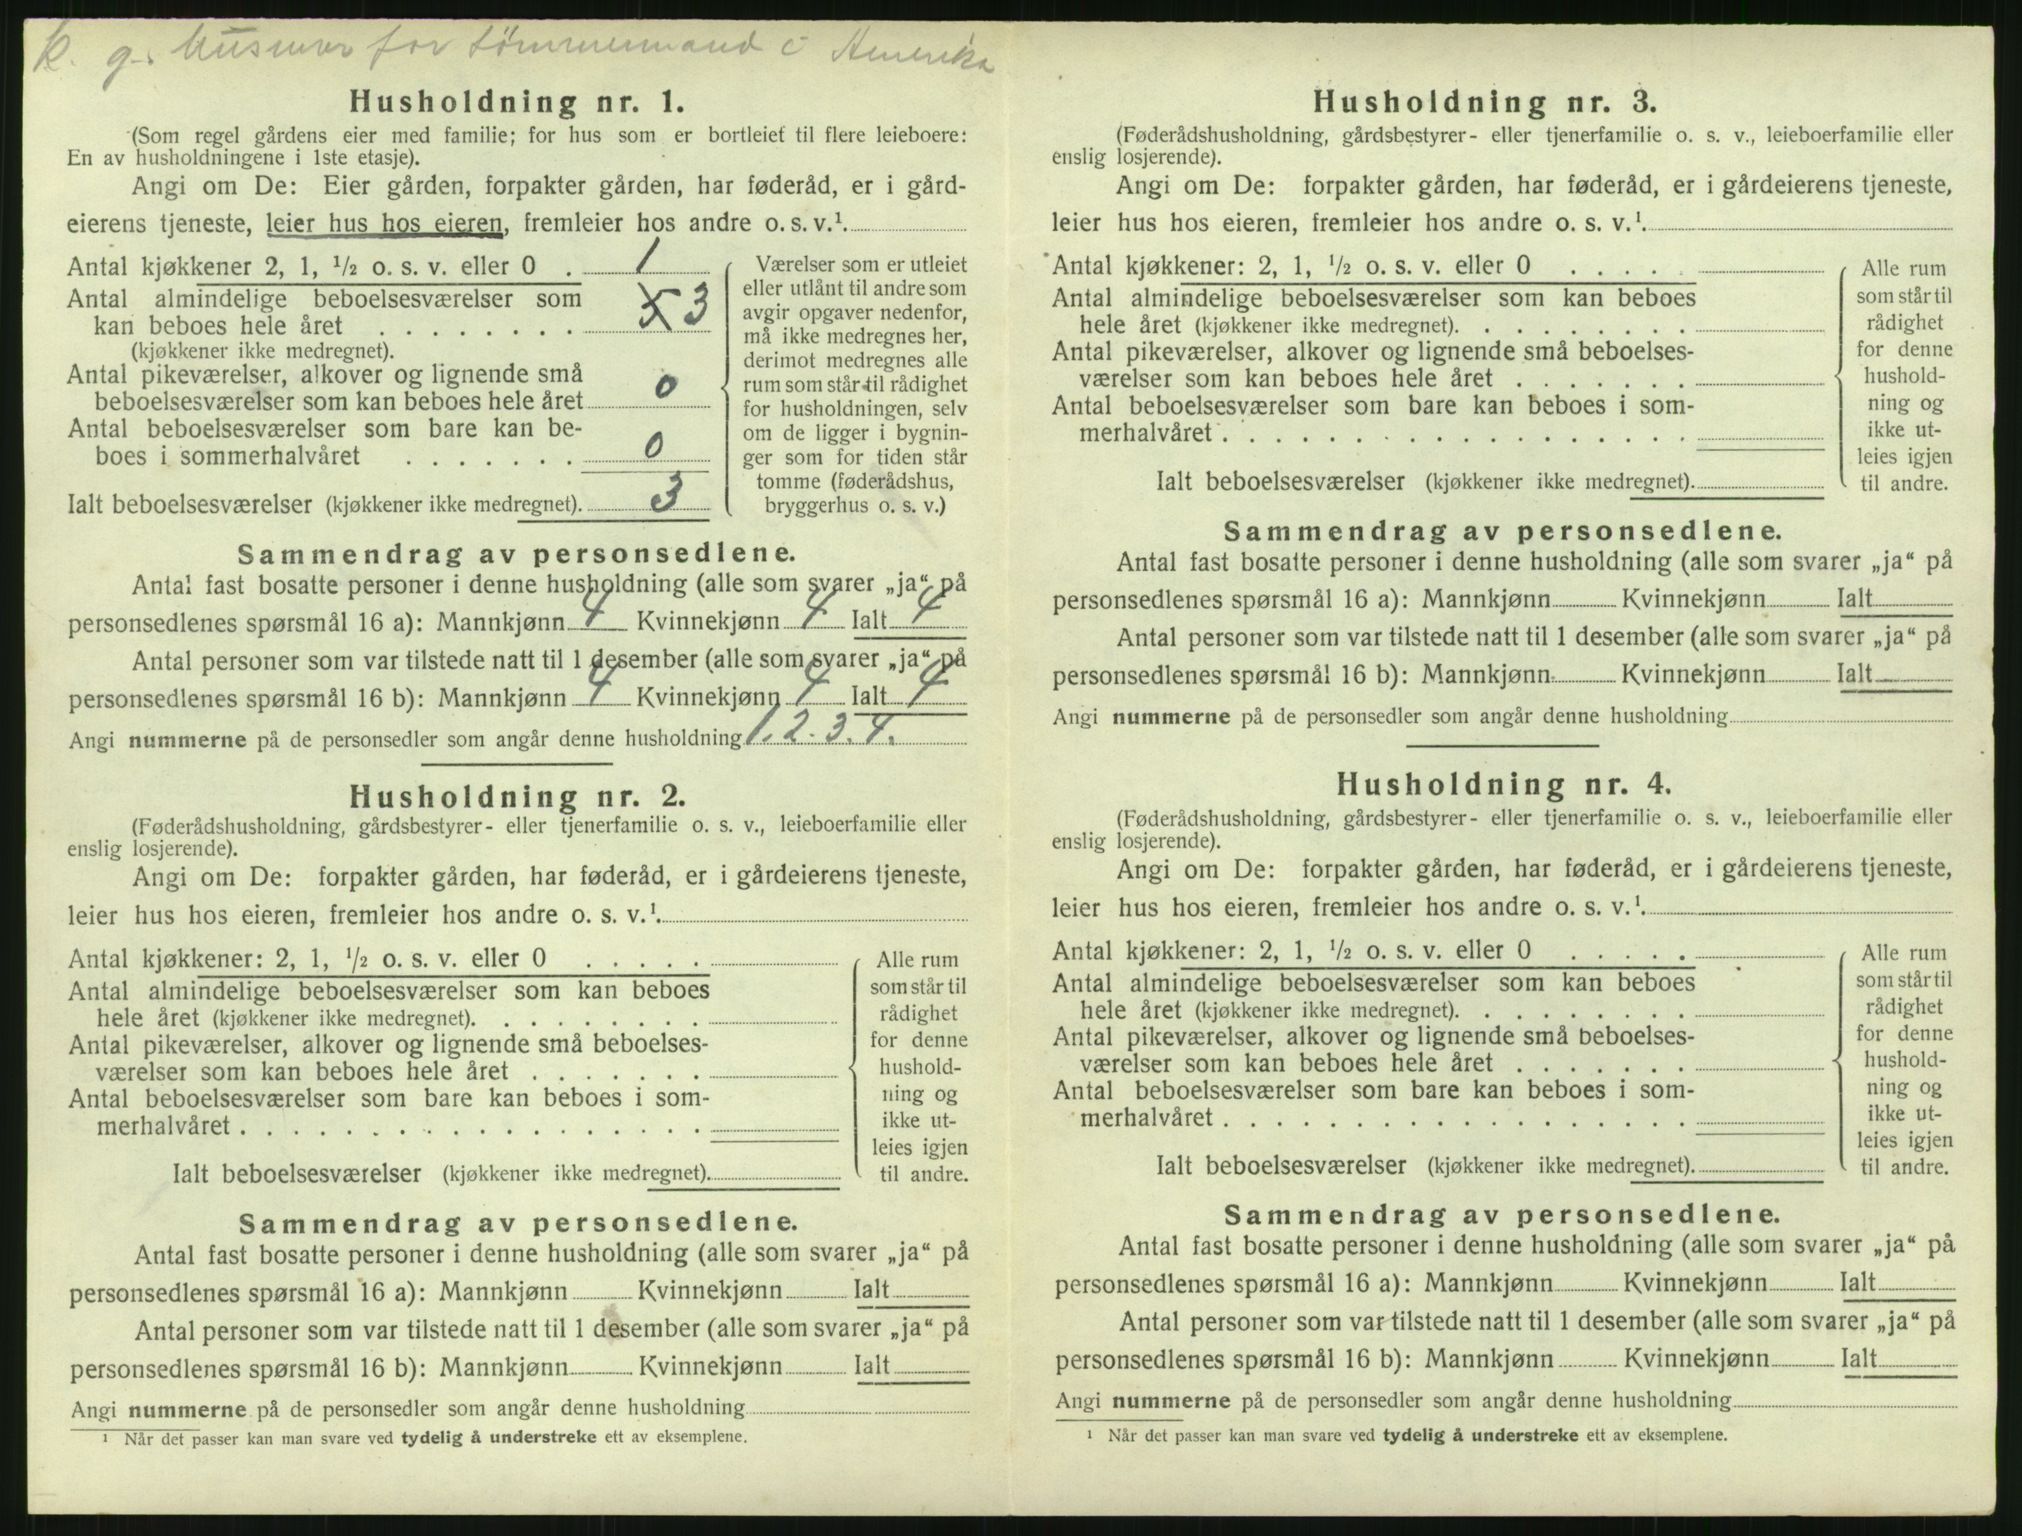 k. g. husmor for tømmermand i Amerika
Husholdning nr. 1.
(Som regel gårdens eier med familie; for hus som er bortleiet til flere leieboere:
En av husholdningene i 1ste etasje).
Angi om De: Eier gården, forpakter gården, har føderåd, er i gård-
eierens tjeneste, leier hus hos eieren, fremleier hos andre o. s. v.¹.
Antal kjøkkener 2, 1, ½ o. s. v. eller 0 . 1
Antal almindelige beboelsesværelser som
kan beboes hele året . . . . . . . . 3
(kjøkkener ikke medregnet).
Antal pikeværelser, alkover og lignende små
beboelsesværelser som kan beboes hele året 0
Antal beboelsesværelser som bare kan be-
boes i sommerhalvåret . . . . . . . 0
Ialt beboelsesværelser (kjøkkener ikke medregnet). 3
Værelser som er utleiet
eller utlånt til andre som
avgir opgaver nedenfor,
må ikke medregnes her,
derimot medregnes alle
rum som står til rådighet
for husholdningen, selv
om de ligger i bygnin-
ger som for tiden står
tomme (føderådshus,
bryggerhus o. s. v.)
Sammendrag av personsedlene.
Antal fast bosatte personer i denne husholdning (alle som svarer „ja“ på
personsedlenes spørsmål 16 a): Mannkjønn 4 Kvinnekjønn 4 Ialt 4
Antal personer som var tilstede natt til 1 desember (alle som svarer „ja“ på
personsedlenes spørsmål 16 b): Mannkjønn 4 Kvinnekjønn 4 Ialt 4
Angi nummerne på de personsedler som angår denne husholdning 1. 2. 3. 4.
Husholdning nr. 2.
(Føderådshusholdning, gårdsbestyrer- eller tjenerfamilie o. s. v., leieboerfamilie eller
enslig losjerende).
Angi om De: forpakter gården, har føderåd, er i gårdeierens tjeneste,
leier hus hos eieren, fremleier hos andre o. s. v.¹.
Antal kjøkkener: 2, 1, ½ o. s. v. eller 0 . . . . .
Antal almindelige beboelsesværelser som kan beboes
hele året (kjøkkener ikke medregnet). . . . . . . . .
Antal pikeværelser, alkover og lignende små beboelses-
værelser som kan beboes hele året . . . . . . .
Antal beboelsesværelser som bare kan beboes i som-
merhalvåret . . . . . . . . . . . . . . . . . .
Ialt beboelsesværelser (kjøkkener ikke medregnet).
Alle rum
som står til
rådighet
for denne
hushold-
ning og
ikke ut-
leies igjen
til andre.
Sammendrag av personsedlene.
Antal fast bosatte personer i denne husholdning (alle som svarer „ja“ på
personsedlenes spørsmål 16 a): Mannkjønn Kvinnekjønn Ialt
Antal personer som var tilstede natt til 1 desember (alle som svarer „ja“ på
personsedlenes spørsmål 16 b): Mannkjønn Kvinnekjønn Ialt
Angi nummerne på de personsedler som angår denne husholdning
¹ Når det passer kan man svare ved tydelig å understreke ett av eksemplene.
Husholdning nr. 3.
(Føderådshusholdning, gårdsbestyrer- eller tjenerfamilie o. s. v., leieboerfamilie eller
enslig losjerende).
Angi om De: forpakter gården, har føderåd, er i gårdeierens tjeneste,
leier hus hos eieren, fremleier hos andre o. s. v.¹.
Antal kjøkkener: 2, 1, ½ o. s. v. eller 0 . . . . .
Antal almindelige beboelsesværelser som kan beboes
hele året (kjøkkener ikke medregnet). . . . . . . . .
Antal pikeværelser, alkover og lignende små beboelses-
værelser som kan beboes hele året . . . . . . .
Antal beboelsesværelser som bare kan beboes i som-
merhalvåret . . . . . . . . . . . . . . . . . .
Ialt beboelsesværelser (kjøkkener ikke medregnet).
Alle rum
som står til
rådighet
for denne
hushold-
ning og
ikke ut-
leies igjen
til andre.
Sammendrag av personsedlene.
Antal fast bosatte personer i denne husholdning (alle som svarer „ja“ på
personsedlenes spørsmål 16 a): Mannkjønn Kvinnekjønn Ialt
Antal personer som var tilstede natt til 1 desember (alle som svarer „ja“ på
personsedlenes spørsmål 16 b): Mannkjønn Kvinnekjønn Ialt
Angi nummerne på de personsedler som angår denne husholdning
Husholdning nr. 4.
(Føderådshusholdning, gårdsbestyrer- eller tjenerfamilie o. s. v., leieboerfamilie eller
enslig losjerende).
Angi om De: forpakter gården, har føderåd, er i gårdeierens tjeneste,
leier hus hos eieren, fremleier hos andre o. s. v.¹.
Antal kjøkkener: 2, 1, ½ o. s. v. eller 0 . . . . .
Antal almindelige beboelsesværelser som kan beboes
hele året (kjøkkener ikke medregnet). . . . . . . . .
Antal pikeværelser, alkover og lignende små beboelses-
værelser som kan beboes hele året . . . . . . .
Antal beboelsesværelser som bare kan beboes i som-
merhalvåret . . . . . . . . . . . . . . . . . .
Ialt beboelsesværelser (kjøkkener ikke medregnet).
Alle rum
som står til
rådighet
for denne
hushold-
ning og
ikke ut-
leies igjen
til andre.
Sammendrag av personsedlene.
Antal fast bosatte personer i denne husholdning (alle som svarer „ja“ på
personsedlenes spørsmål 16 a): Mannkjønn Kvinnekjønn Ialt
Antal personer som var tilstede natt til 1 desember (alle som svarer „ja“ på
personsedlenes spørsmål 16 b): Mannkjønn Kvinnekjønn Ialt
Angi nummerne på de personsedler som angår denne husholdning
¹ Når det passer kan man svare ved tydelig å understreke ett av eksemplene.